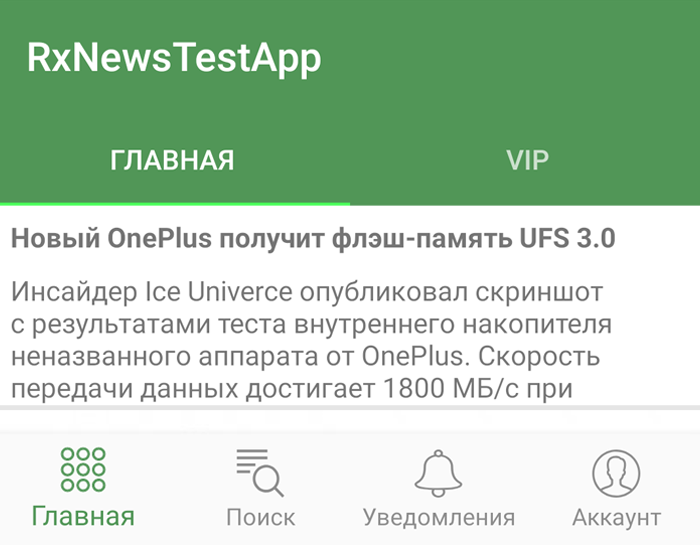 RxNewsTestApp
ГЛАВНАЯ VIP
Новый OnePlus получит флэш-память UFS 3.0
Инсайдер Ice Univerce опубликовал скриншот
с результатами теста внутреннего накопителя
неназванного аппарата от OnePlus. Скорость
передачи данных достигает 1800 МБ/с при
Главная Поиск Уведомления Аккаунт